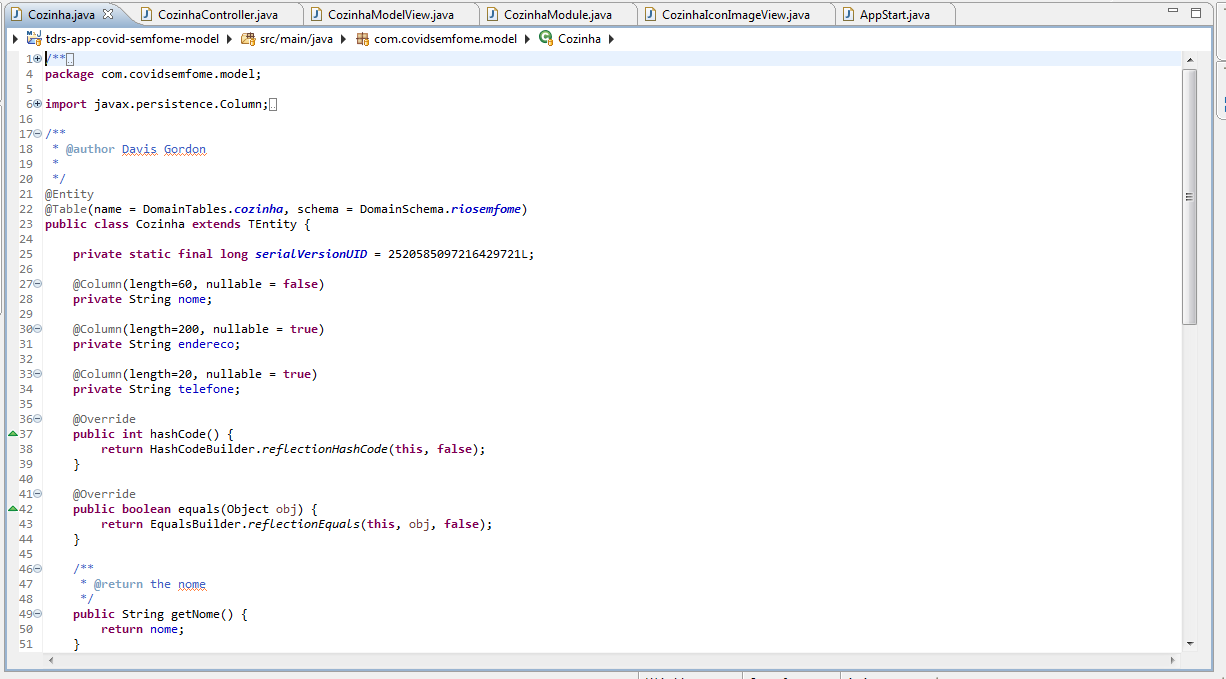 Cozinha.java CozinhaController.java CozinhaModelView.java CozinhaModule.java CozinhaIconImageView.java AppStart.java
tdrs-app-covid-semfome-model src/main/java com.covidsemfome.model Cozinha
1 /**
4 package com.covidsemfome.model;
5
6 import javax.persistence.Column;
16
17 /**
18 * @author Davis Gordon
19 *
20 */
21 @Entity
22 @Table(name = DomainTables.cozinha, schema = DomainSchema.riosemfome)
23 public class Cozinha extends TEntity {
24
25 private static final long serialVersionUID = 2520585097216429721L;
26
27 @Column(length=60, nullable = false)
28 private String nome;
29
30 @Column(length=200, nullable = true)
31 private String endereco;
32
33 @Column(length=20, nullable = true)
34 private String telefone;
35
36 @Override
37 public int hashCode() {
38 return HashCodeBuilder.reflectionHashCode(this, false);
39 }
40
41 @Override
42 public boolean equals(Object obj) {
43 return EqualsBuilder.reflectionEquals(this, obj, false);
44 }
45
46 /**
47 * @return the nome
48 */
49 public String getNome() {
50 return nome;
51 }